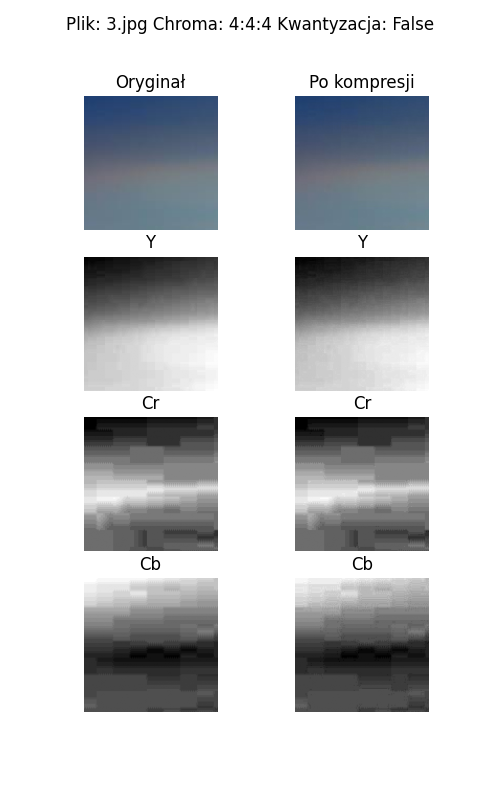 Plik: 3.jpg Chroma: 4:4:4 Kwantyzacja: False
Oryginał Po kompresji
Y Y
Cr Cr
Cb Cb